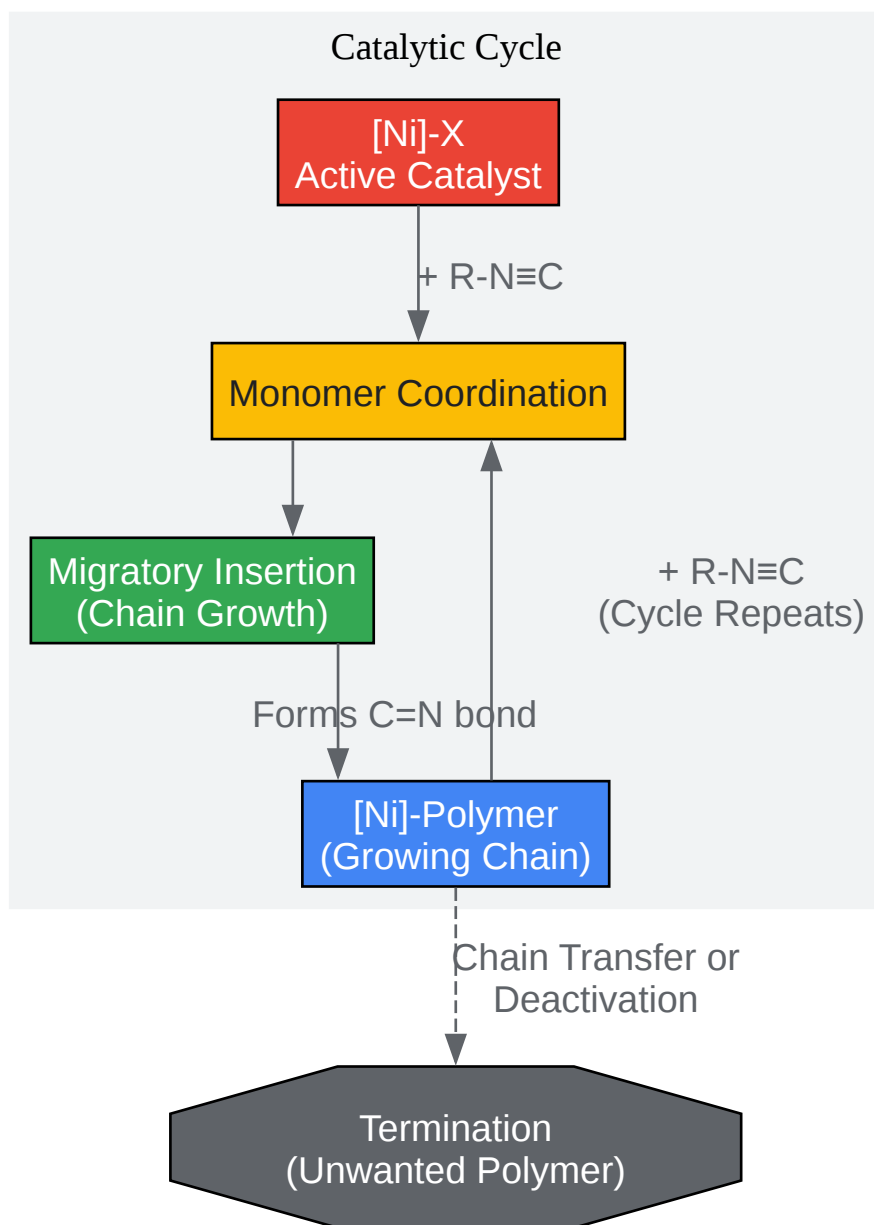 Catalytic Cycle
[Ni]-X
Active Catalyst
+ R-N≡C
Monomer Coordination
Migratory Insertion
(Chain Growth)
+ R-N≡C
(Cycle Repeats)
Forms C=N bond
[Ni]-Polymer
(Growing Chain)
Chain Transfer or
Deactivation
Termination
(Unwanted Polymer)